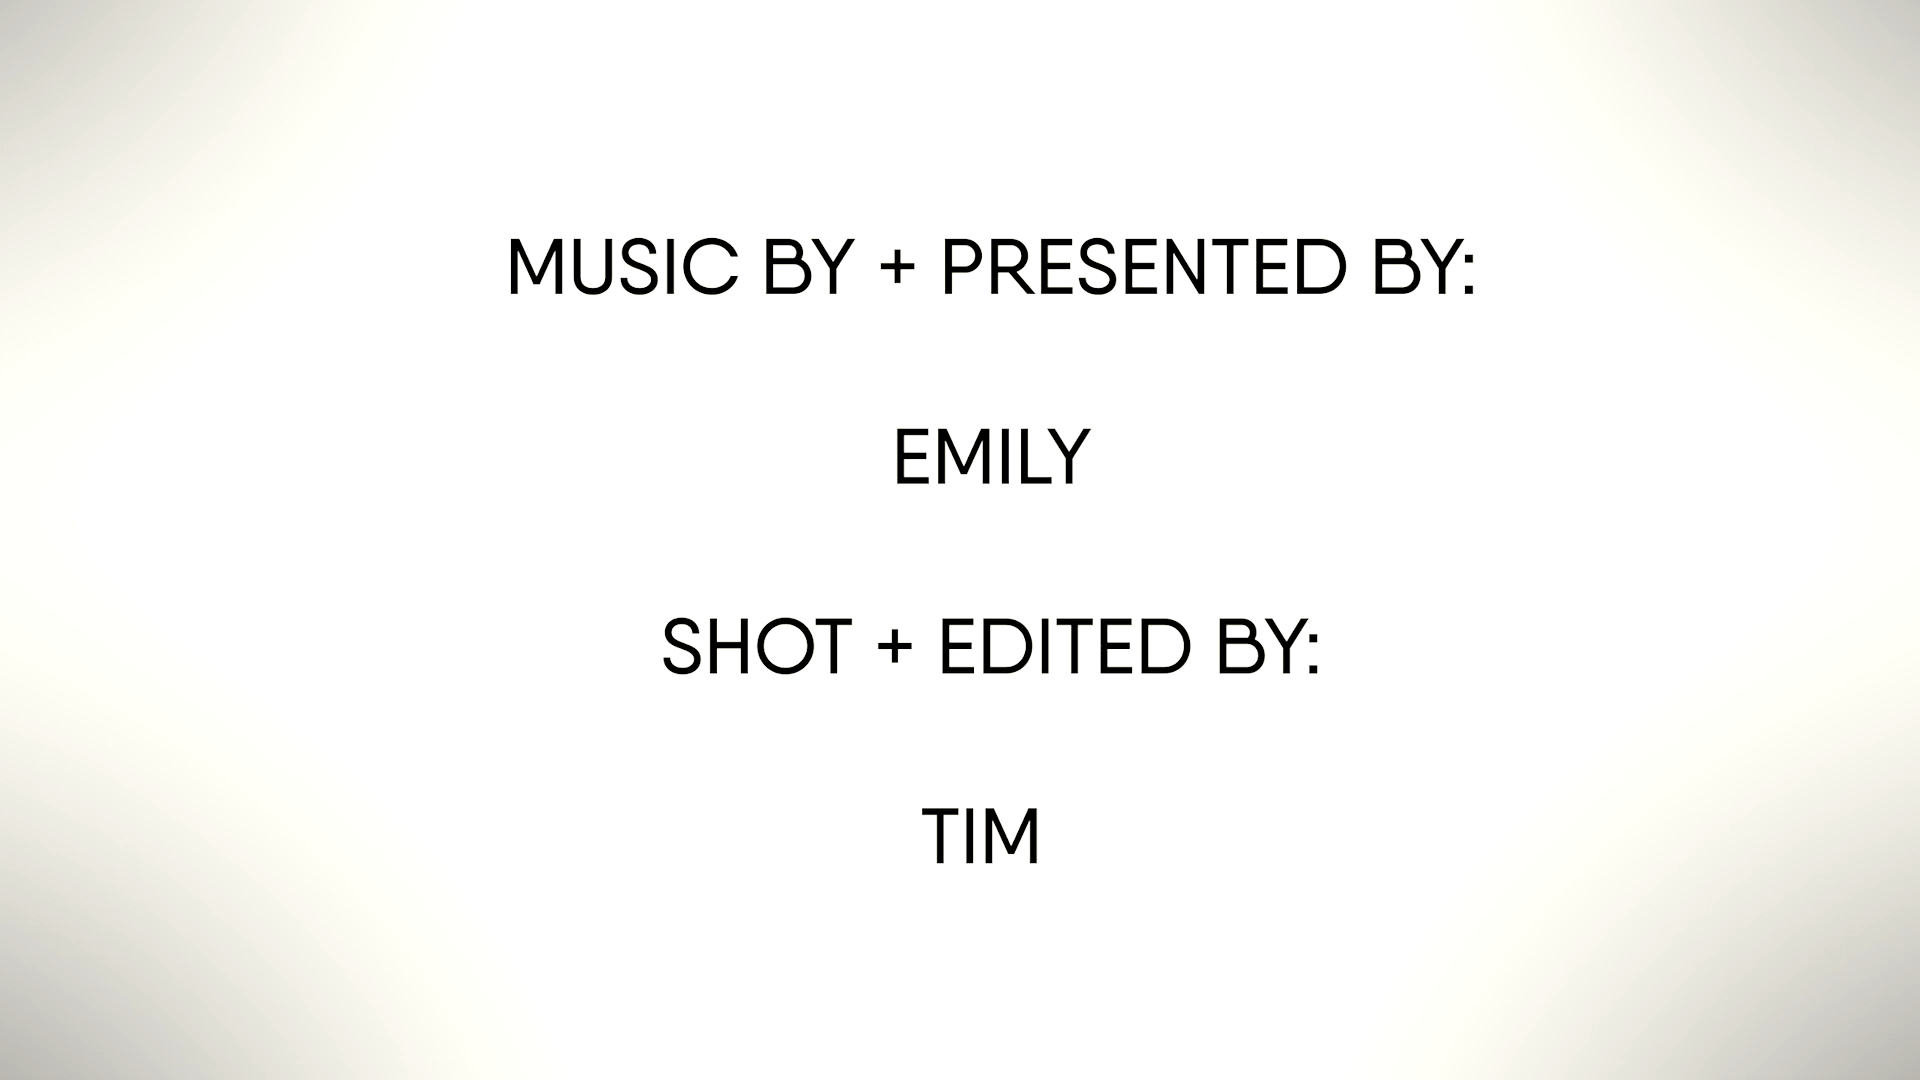 MUSIC BY + PRESENTED BY:
EMILY
SHOT + EDITED BY:
TIM